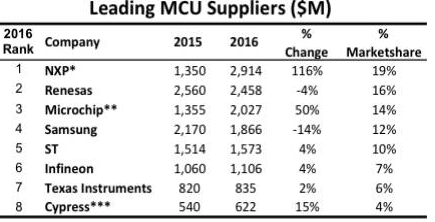 Leading MCU Suppliers ($M)
2016 Rank Company 2015 2016 % Change % Marketshare
1 NXP* 1,350 2,914 116% 19%
2 Renesas 2,560 2,458 -4% 16%
3 Microchip** 1,355 2,027 50% 14%
4 Samsung 2,170 1,866 -14% 12%
5 ST 1,514 1,573 4% 10%
6 Infineon 1,060 1,106 4% 7%
7 Texas Instruments 820 835 2% 6%
8 Cypress*** 540 622 15% 4%